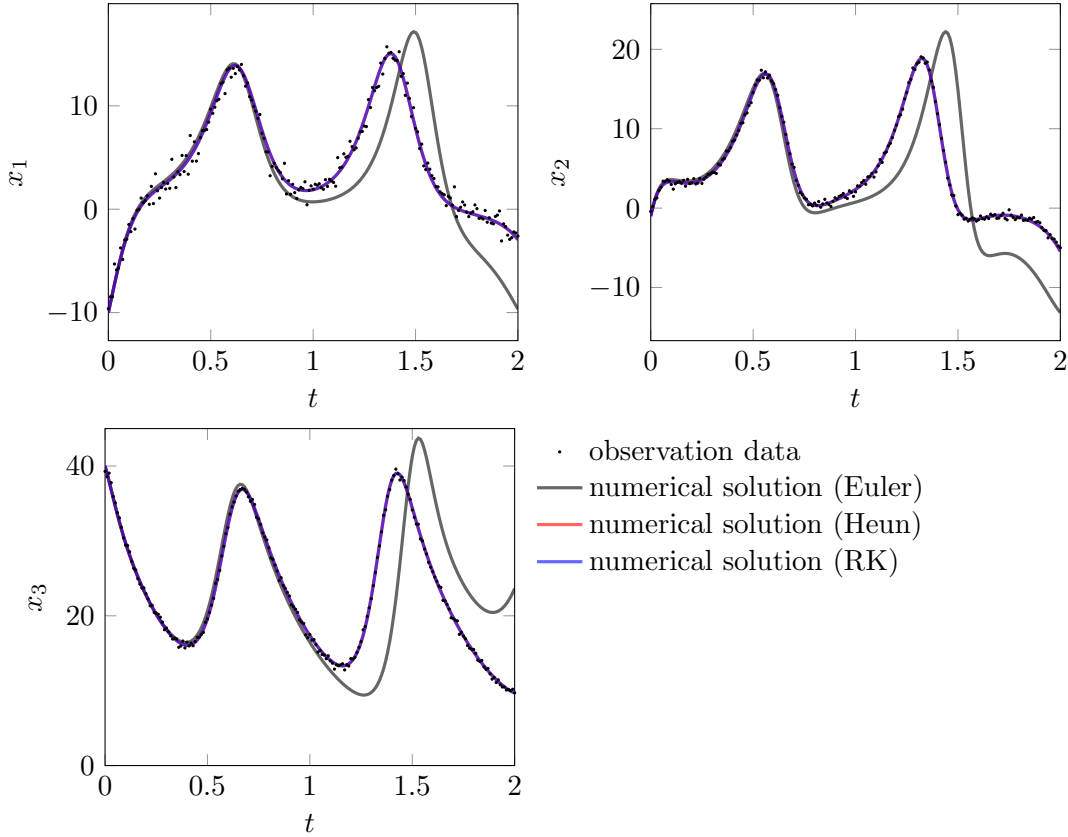 10
0
−10
x1
0
0.5
1
1.5
2
t
20
10
0
−10
x2
0
0.5
1
1.5
2
t
40
20
0
x3
0
0.5
1
1.5
2
t
observation data
numerical solution (Euler)
numerical solution (Heun)
numerical solution (RK)